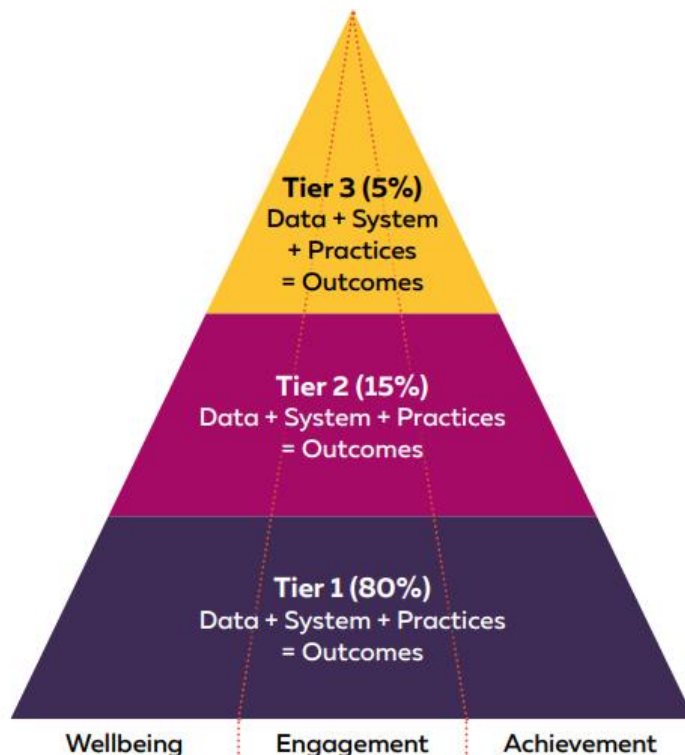 Tier 3 (5%)
Data + System
+ Practices
= Outcomes
Tier 2 (15%)
Data + System + Practices
= Outcomes
Tier 1 (80%)
Data + System + Practices
= Outcomes
Wellbeing Engagement Achievement